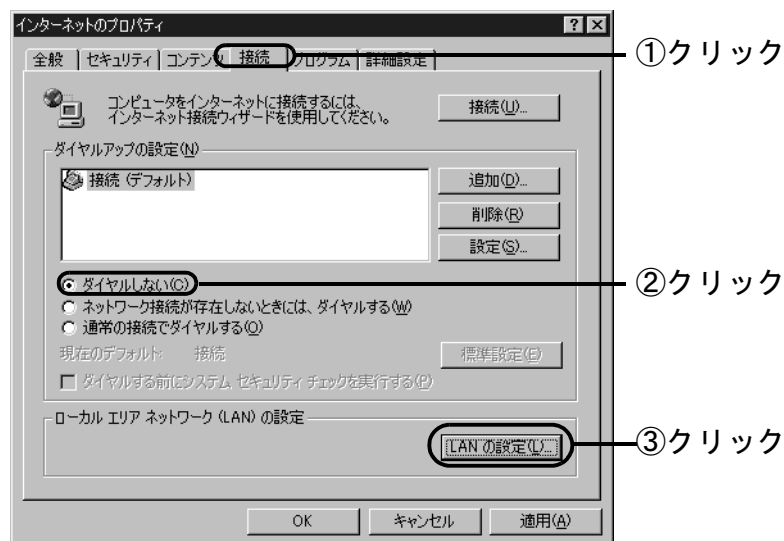 インターネットのプロパティ
全般 セキュリティ コンテンツ 接続 プログラム 詳細設定
①クリック
コンピュータをインターネットに接続するには、
インターネット接続ウィザードを使用してください。
接続(U)...
ダイヤルアップの設定(N)
接続 (デフォルト)
追加(D)...
削除(R)
設定(S)...
ダイヤルしない(C)
②クリック
ネットワーク接続が存在しないときには、ダイヤルする(W)
通常の接続でダイヤルする(O)
現在のデフォルト: 接続
標準設定(E)
ダイヤルする前にシステム セキュリティ チェックを実行する(P)
ローカル エリア ネットワーク (LAN) の設定
LAN の設定(L)...
③クリック
OK キャンセル 適用(A)